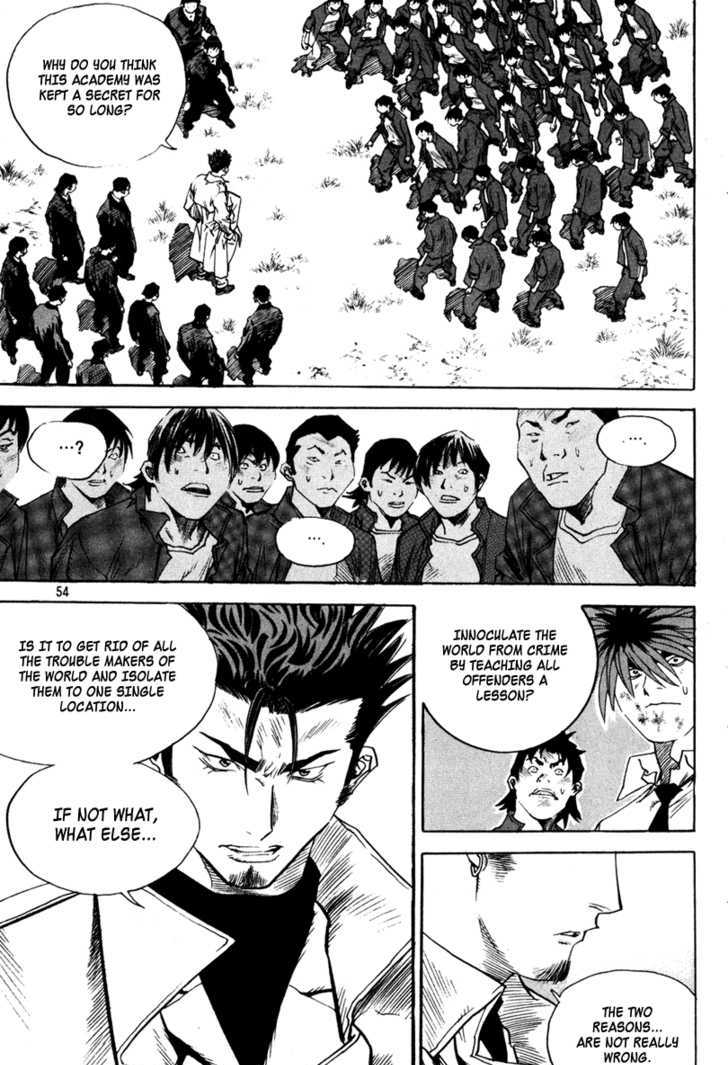 WHY DO YOU THINK
THIS ACADEMY WAS
KEPT A SECRET FOR
SO LONG?
....?
....
....
54
IS IT TO GET RID OF ALL
THE TROUBLE MAKERS OF
THE WORLD AND ISOLATE
THEM TO ONE SINGLE
LOCATION...
IF NOT WHAT,
WHAT ELSE...
INNOCULATE THE
WORLD FROM CRIME
BY TEACHING ALL
OFFENDERS A
LESSON?
THE TWO
REASONS...
ARE NOT REALLY
WRONG.